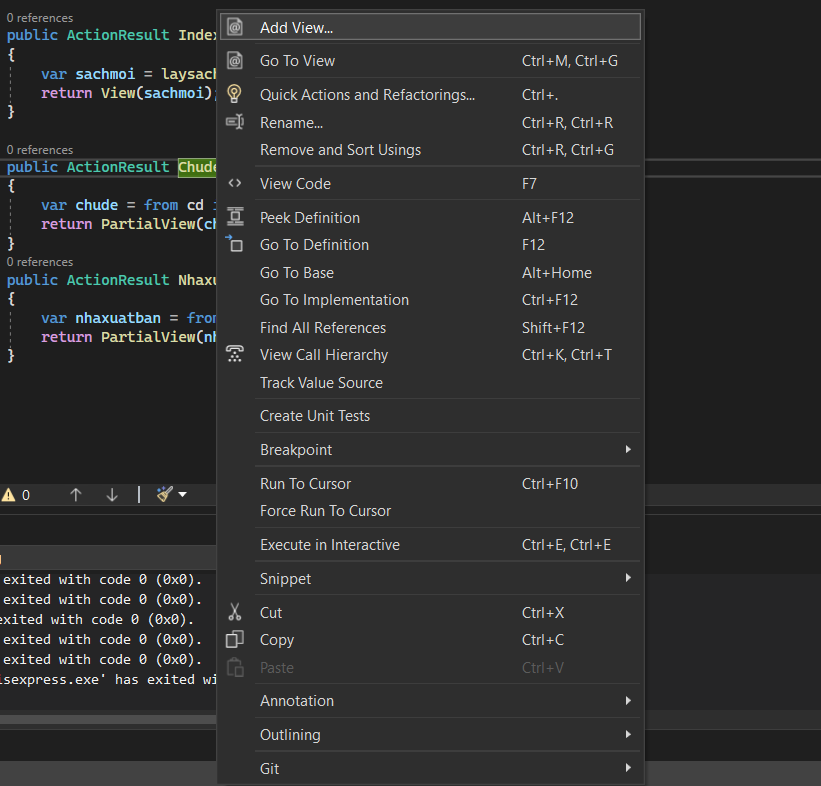 0 references
public ActionResult Index
{
var sachmoi = laysach
return View(sachmoi);
}
0 references
public ActionResult Chude
{
var chude = from cd
return PartialView(ch
}
0 references
public ActionResult Nhaxu
{
var nhaxuatban = from
return PartialView(nh
}
0
exited with code 0 (0x0).
exited with code 0 (0x0).
exited with code 0 (0x0).
exited with code 0 (0x0).
exited with code 0 (0x0).
isexpress.exe' has exited wi
Add View...
Go To View Ctrl+M, Ctrl+G
Quick Actions and Refactorings... Ctrl+.
Rename... Ctrl+R, Ctrl+R
Remove and Sort Usings Ctrl+R, Ctrl+G
View Code F7
Peek Definition Alt+F12
Go To Definition F12
Go To Base Alt+Home
Go To Implementation Ctrl+F12
Find All References Shift+F12
View Call Hierarchy Ctrl+K, Ctrl+T
Track Value Source
Create Unit Tests
Breakpoint
Run To Cursor Ctrl+F10
Force Run To Cursor
Execute in Interactive Ctrl+E, Ctrl+E
Snippet
Cut Ctrl+X
Copy Ctrl+C
Paste Ctrl+V
Annotation
Outlining
Git